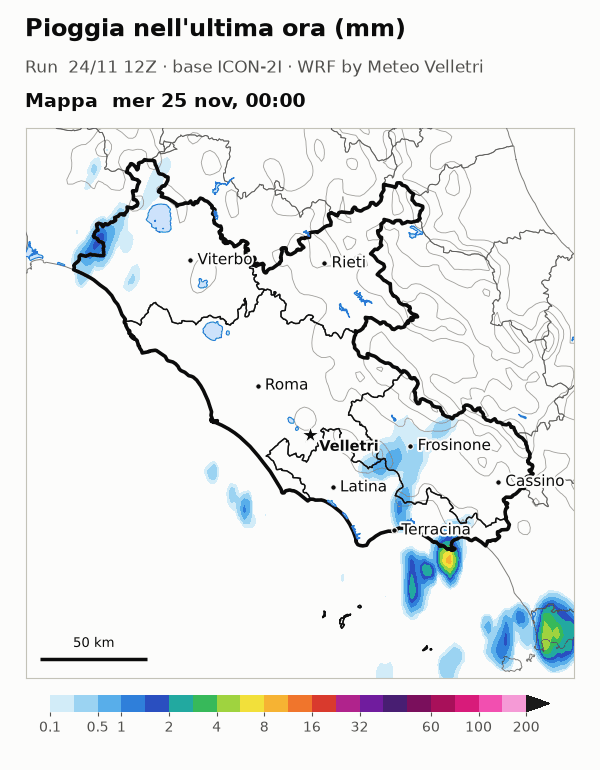 Pioggia nell'ultima ora (mm)
Run 24/11 12Z · base ICON-2I · WRF by Meteo Velletri
Mappa mer 25 nov, 00:00
Viterbo
Rieti
Roma
Velletri
Frosinone
Latina
Cassino
Terracina
50 km
0.1 0.5 1 2 4 8 16 32 60 100 200